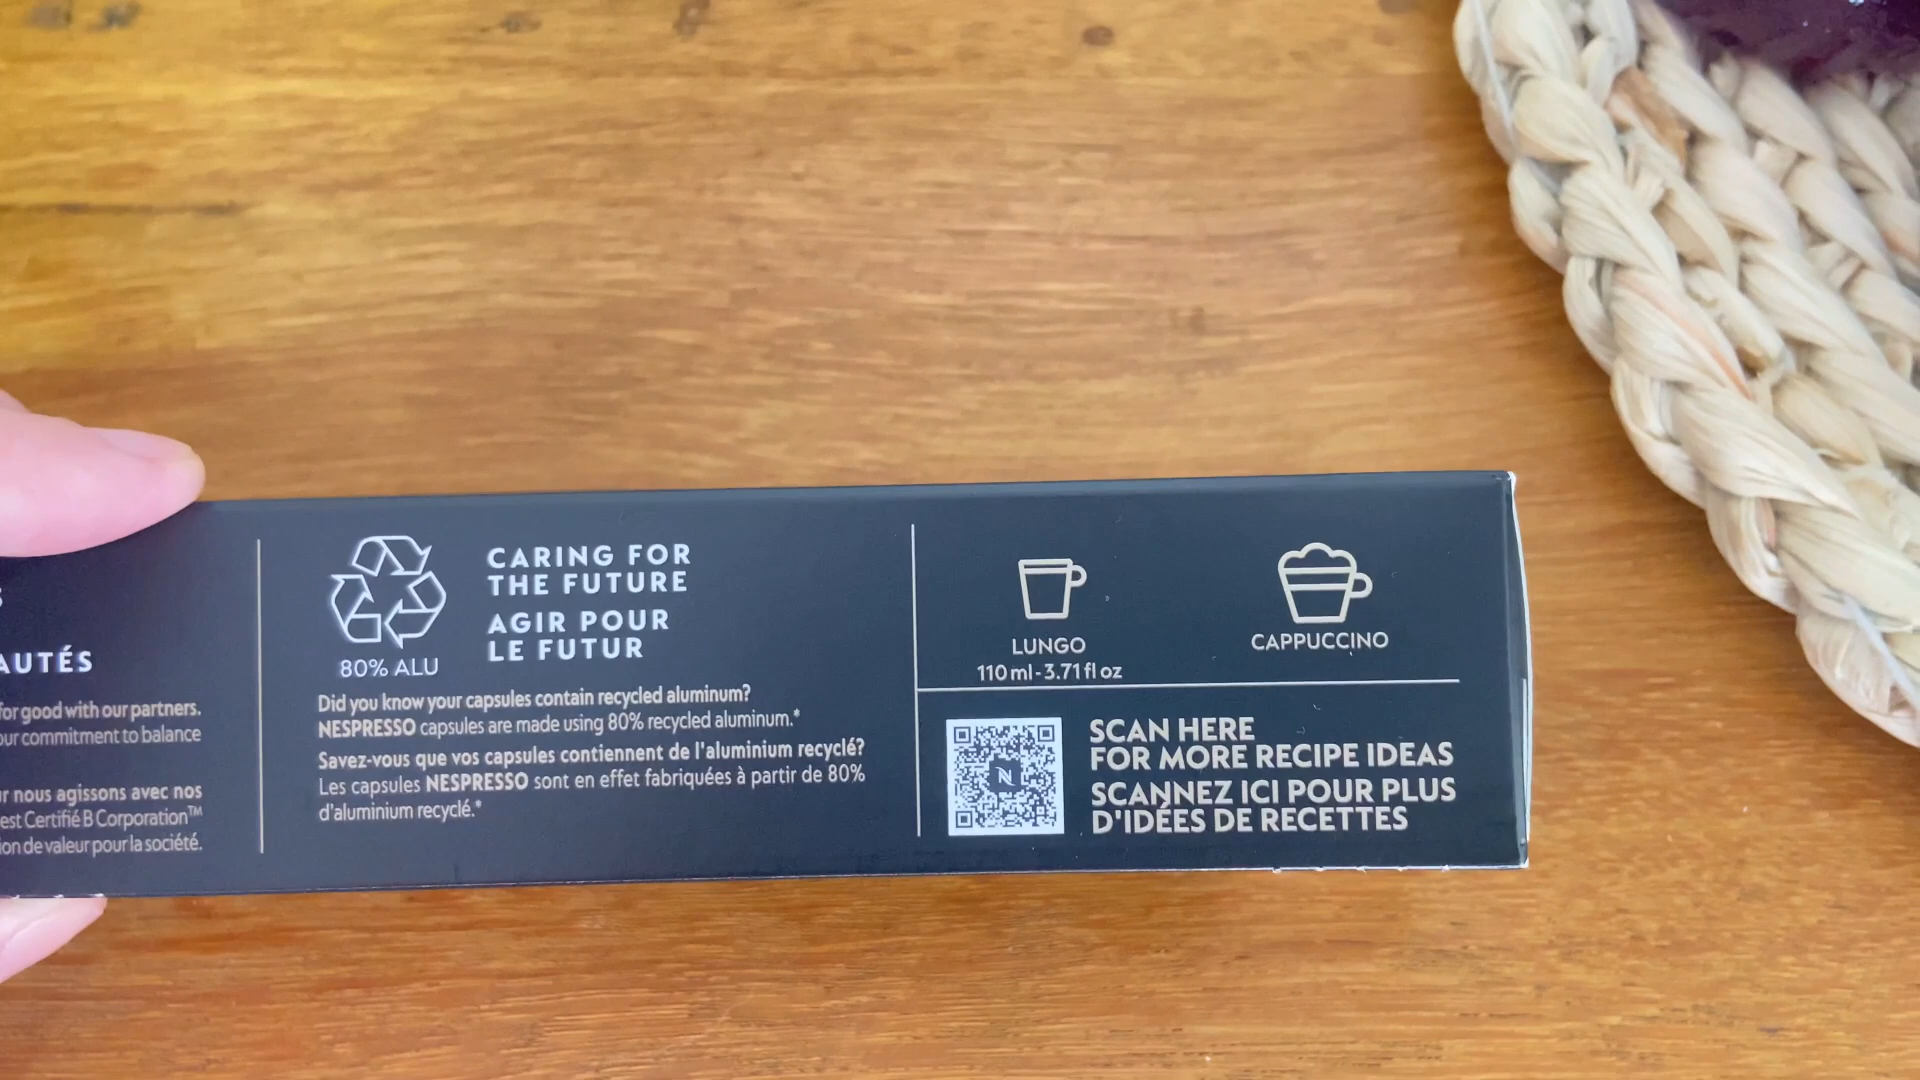 AUTÉS
for good with our partners.
our commitment to balance
nous agissons avec nos
est Certifié B Corporation™
de valeur pour la société.
80% ALU
CARING FOR
THE FUTURE
AGIR POUR
LE FUTUR
Did you know your capsules contain recycled aluminum?
NESPRESSO capsules are made using 80% recycled aluminum.*
Savez-vous que vos capsules contiennent de l'aluminium recyclé?
Les capsules NESPRESSO sont en effet fabriquées à partir de 80%
d'aluminium recyclé.*
LUNGO
110 ml - 3.71 fl oz
CAPPUCCINO
N
SCAN HERE
FOR MORE RECIPE IDEAS
SCANNEZ ICI POUR PLUS
D'IDÉES DE RECETTES